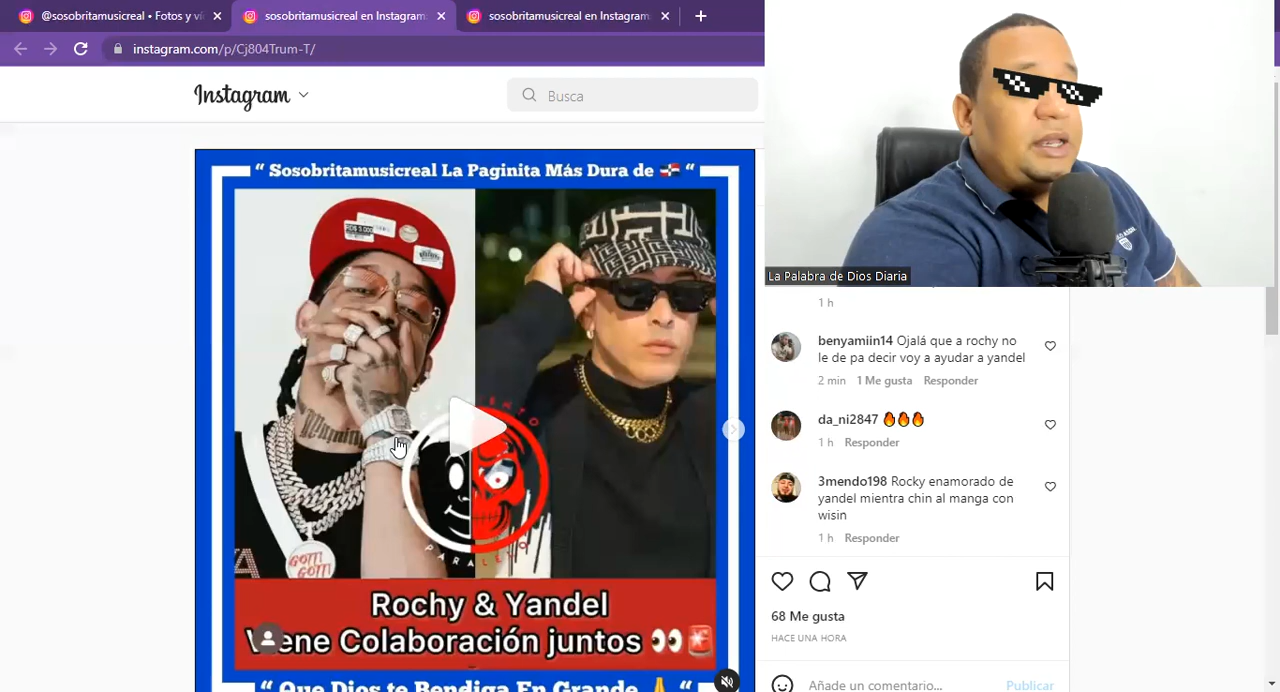 @sosobritamusicreal • Fotos y ví
sosobritamusicreal en Instagram
sosobritamusicreal en Instagram
instagram.com/p/Cj804Trum-T/
Instagram
Busca
“ Sosobritamusicreal La Paginita Más Dura de 🇩🇴 “
GOTTI
GOTTI
PARALELO
Rochy & Yandel
Viene Colaboración juntos 👀🚨
“ Que Dios te Bendiga En Grande 🙏 “
La Palabra de Dios Diaria
1 h
benyamiin14 Ojalá que a rochy no
le de pa decir voy a ayudar a yandel
2 min 1 Me gusta Responder
da_ni2847 🔥🔥🔥
1 h Responder
3mendo198 Rocky enamorado de
yandel mientra chin al manga con
wisin
1 h Responder
68 Me gusta
HACE UNA HORA
Añade un comentario...
Publicar